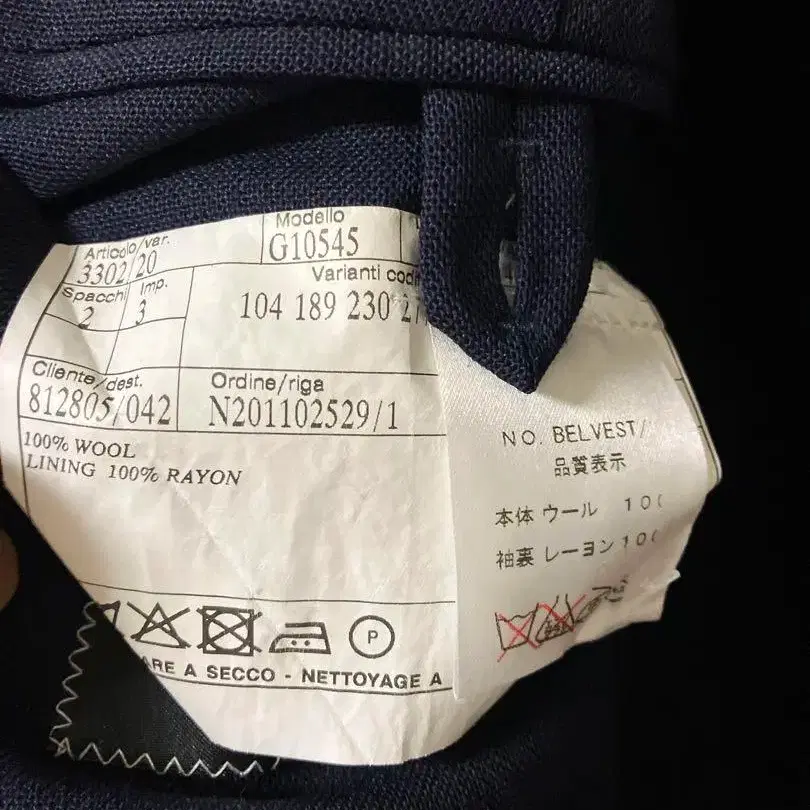 Articolo/var.
3302/20
Modello
G10545
Spacchi
2
Imp.
3
Varianti
104 189 230
Cliente/dest.
812805/042
Ordine/riga
N201102529/1
100% WOOL
LINING 100% RAYON
P
ARE A SECCO - NETTOYAGE A
NO. BELVEST/
品質表示
本体 ウール 10
袖裏 レーヨン 10